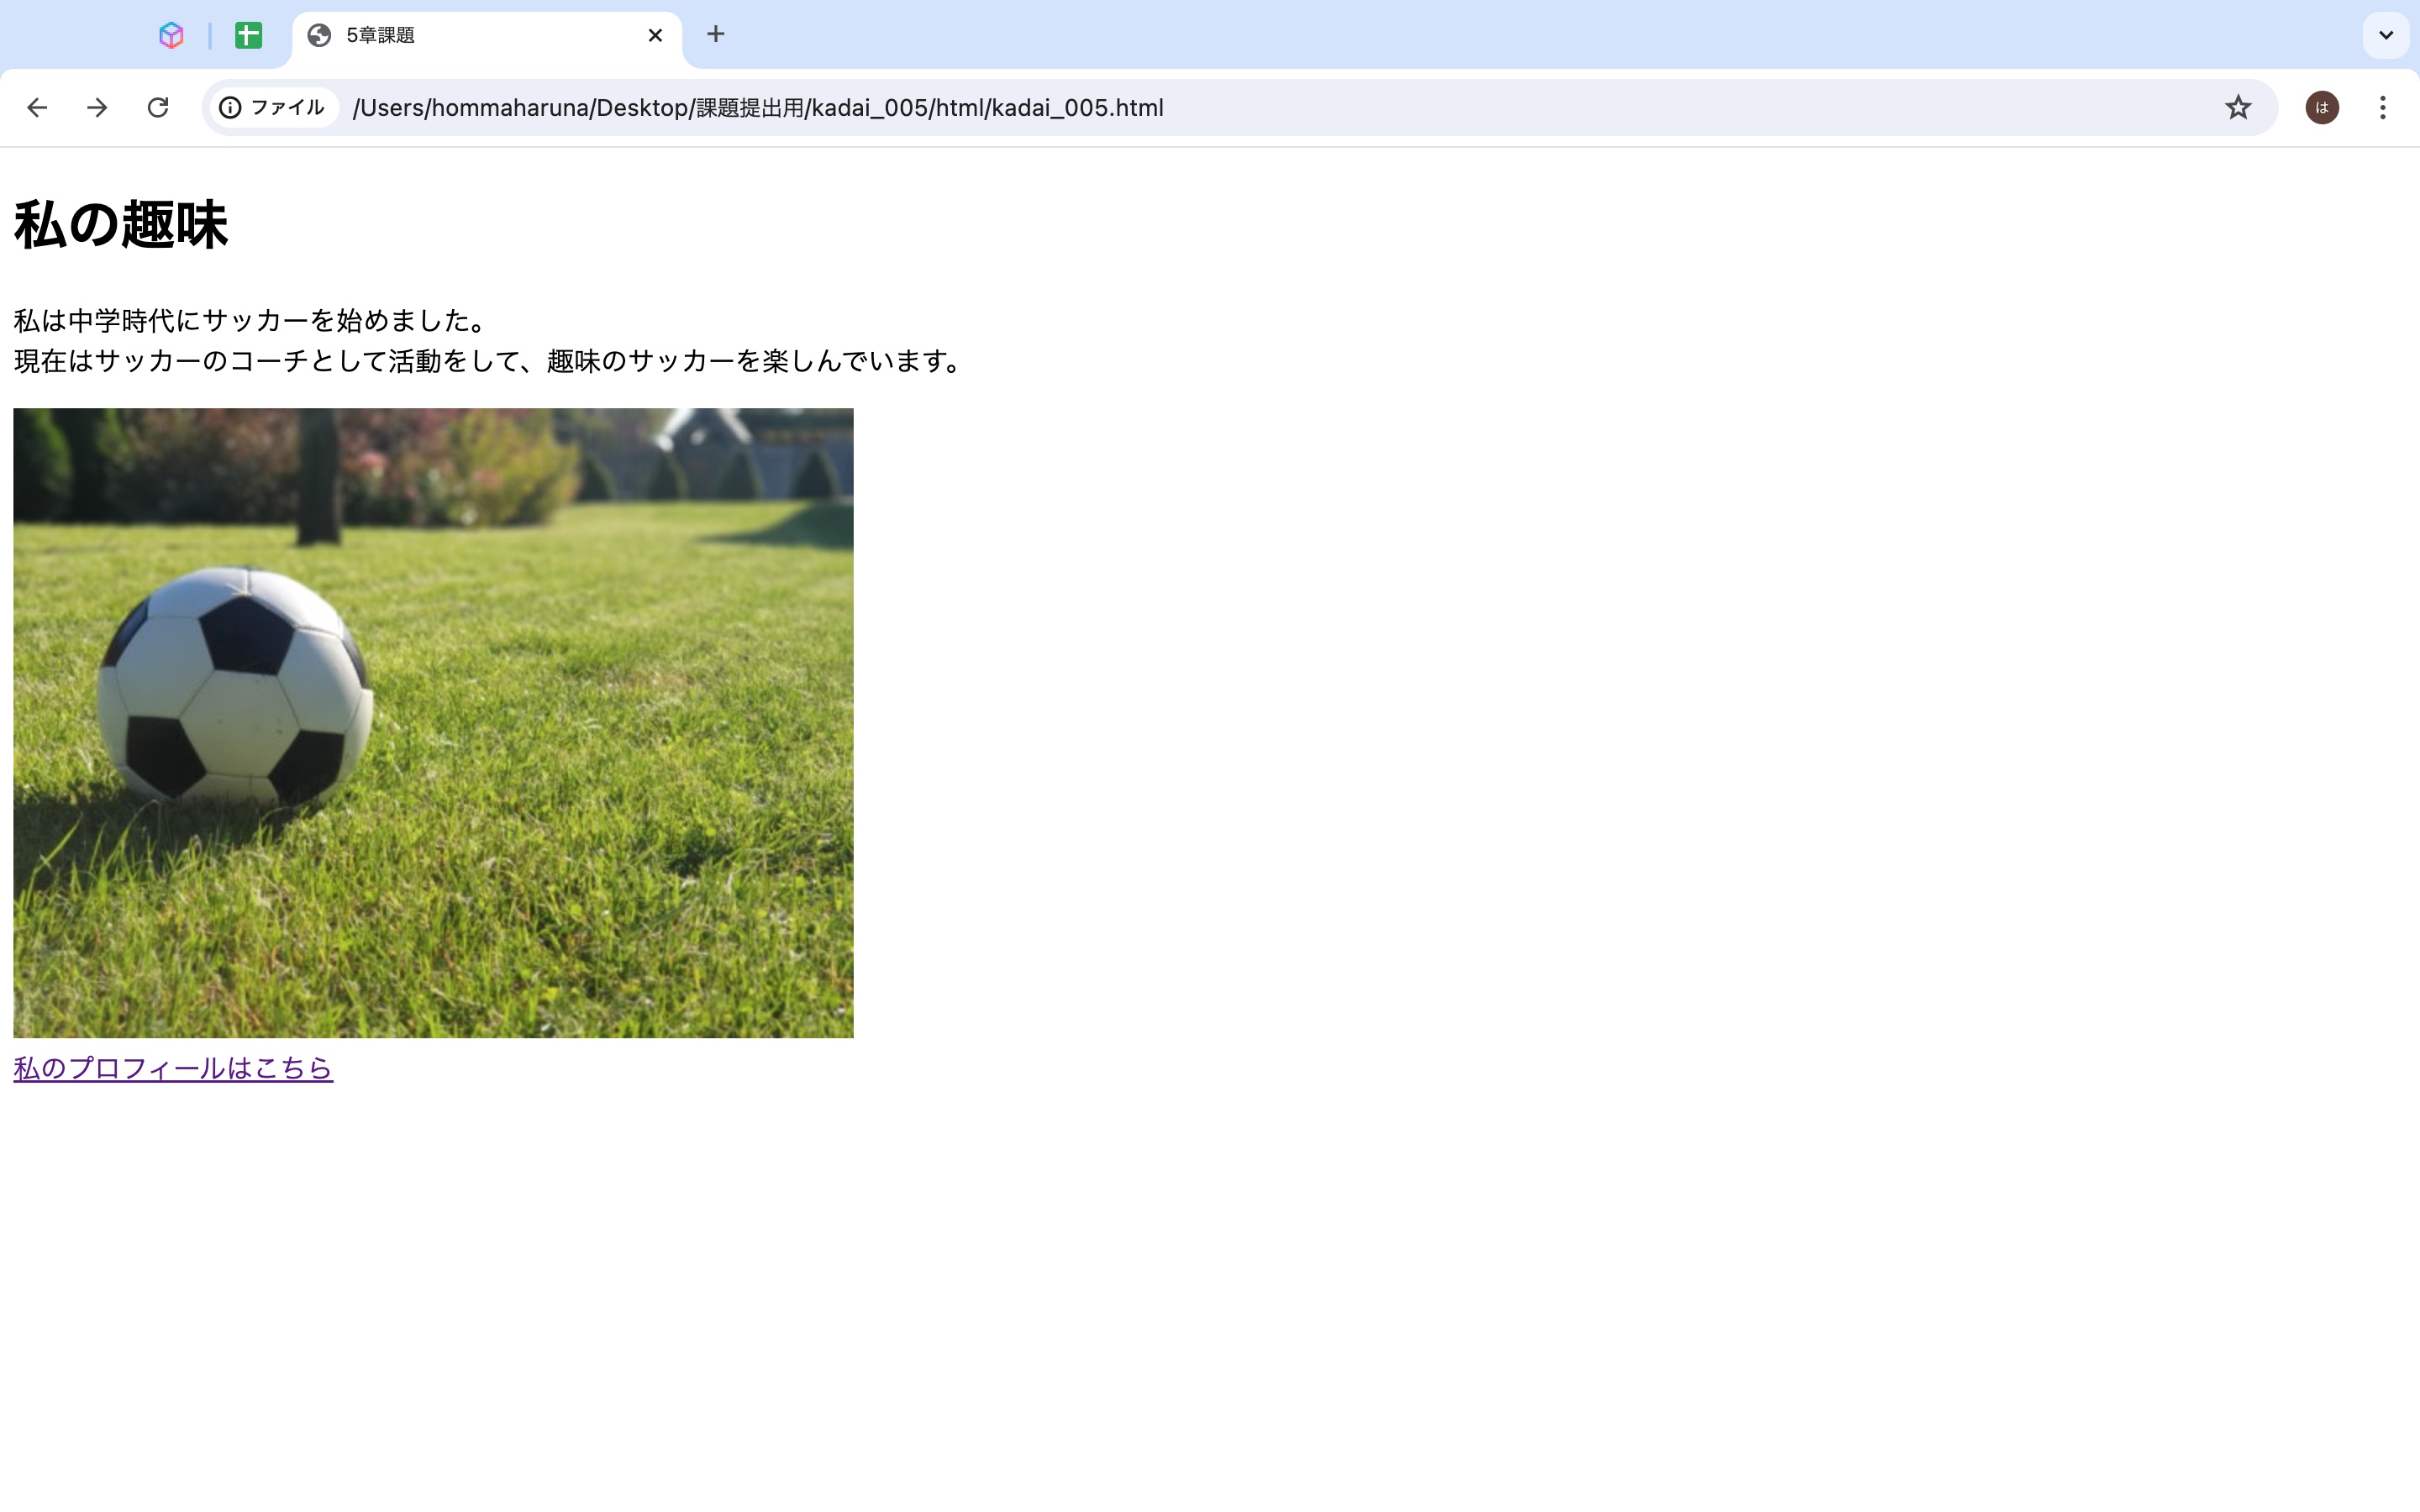 5章課題
ファイル
/Users/hommaharuna/Desktop/課題提出用/kadai_005/html/kadai_005.html
は
私の趣味
私は中学時代にサッカーを始めました。
現在はサッカーのコーチとして活動をして、趣味のサッカーを楽しんでいます。
私のプロフィールはこちら